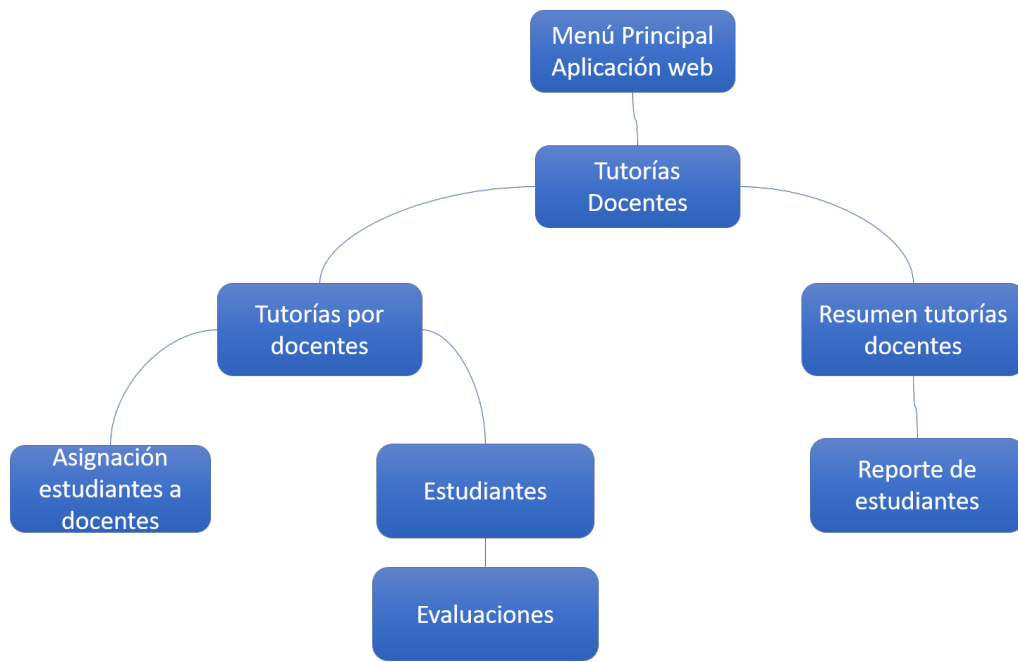 Menú Principal
Aplicación web
Tutorías
Docentes
Tutorías por
docentes
Resumen tutorías
docentes
Asignación
estudiantes a
docentes
Estudiantes
Reporte de
estudiantes
Evaluaciones